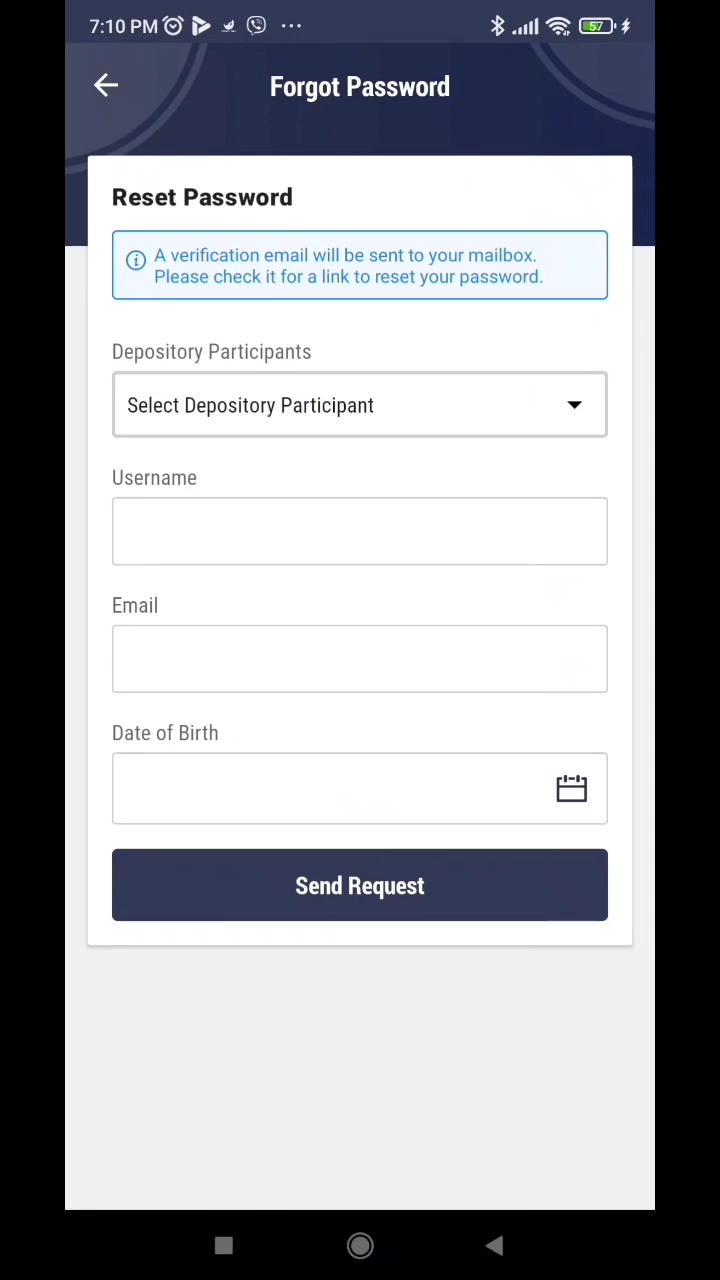 7:10 PM
57
Forgot Password
Reset Password
A verification email will be sent to your mailbox.
Please check it for a link to reset your password.
Depository Participants
Select Depository Participant
Username
Email
Date of Birth
Send Request